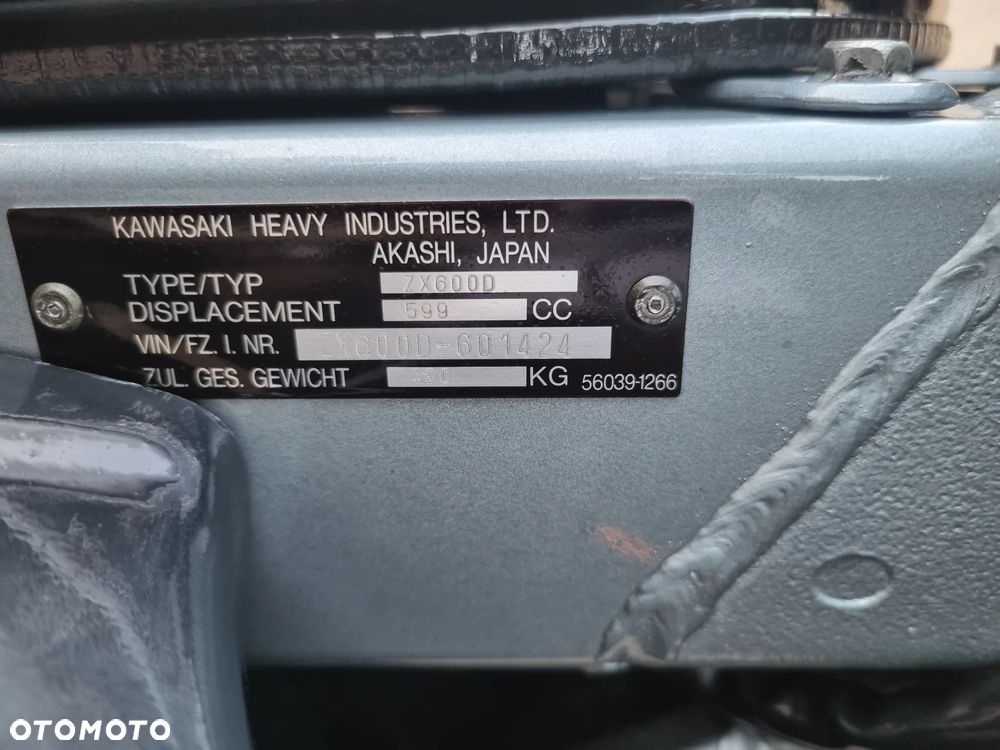 KAWASAKI HEAVY INDUSTRIES, LTD.
AKASHI, JAPAN
TYPE/TYP ZX600D
DISPLACEMENT 599 CC
VIN/FZ. I. NR. ZX600D-601424
ZUL. GES. GEWICHT KG 56039-1266
OTOMOTO